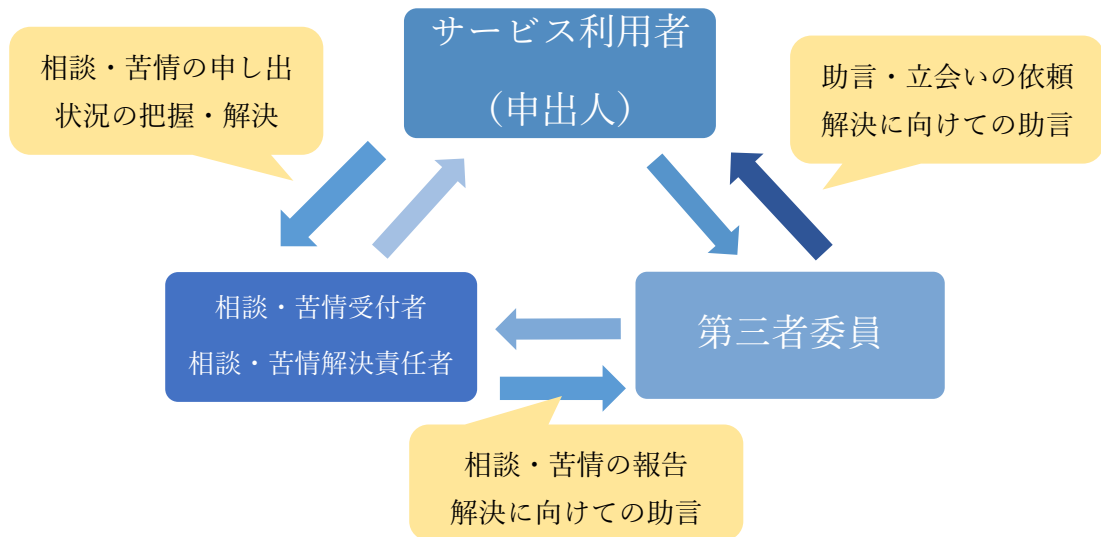 サービス利用者
（申出人）
相談・苦情の申し出
状況の把握・解決
助言・立会いの依頼
解決に向けての助言
相談・苦情受付者
相談・苦情解決責任者
第三者委員
相談・苦情の報告
解決に向けての助言